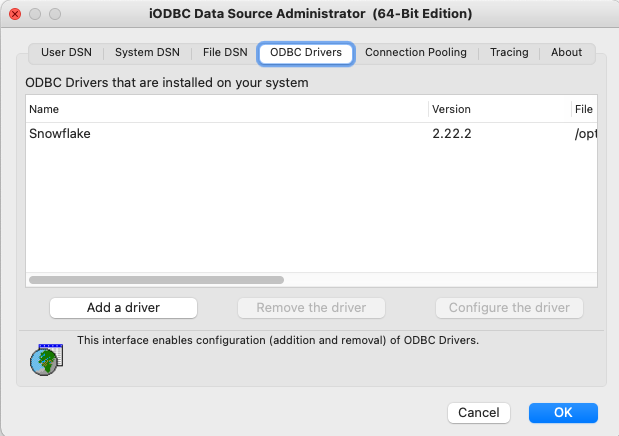 iODBC Data Source Administrator (64-Bit Edition)
User DSN System DSN File DSN ODBC Drivers Connection Pooling Tracing About
ODBC Drivers that are installed on your system
Name Version File
Snowflake 2.22.2 /opt
Add a driver Remove the driver Configure the driver
This interface enables configuration (addition and removal) of ODBC Drivers.
Cancel OK